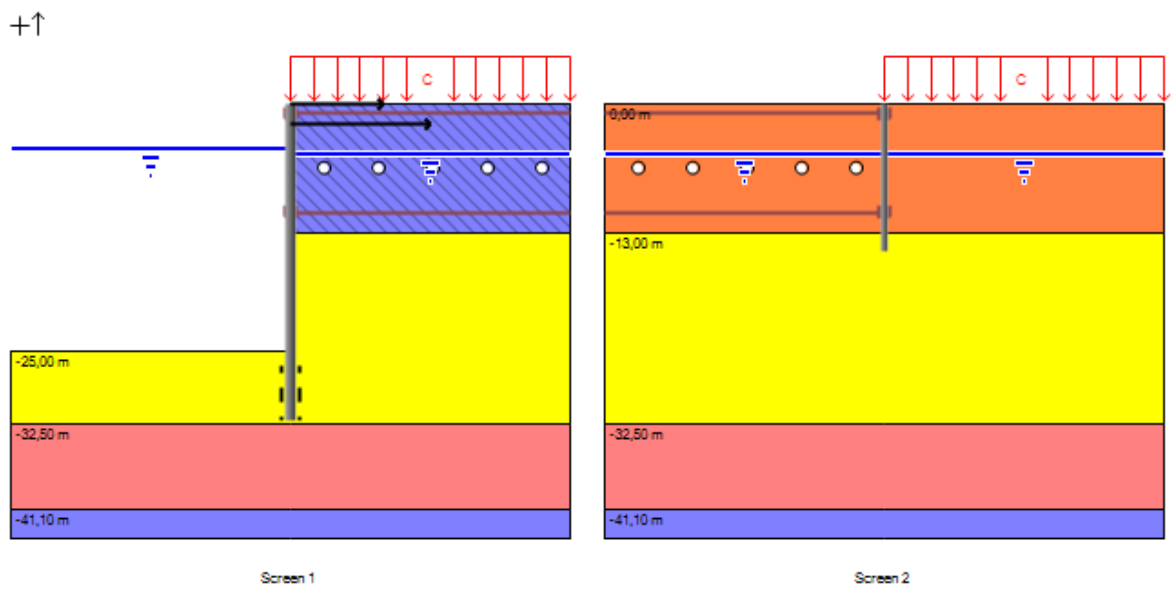 +↑
C
C
0,00 m
-13,00 m
-25,00 m
-32,50 m
-32,50 m
-41,10 m
-41,10 m
Screen 1
Screen 2